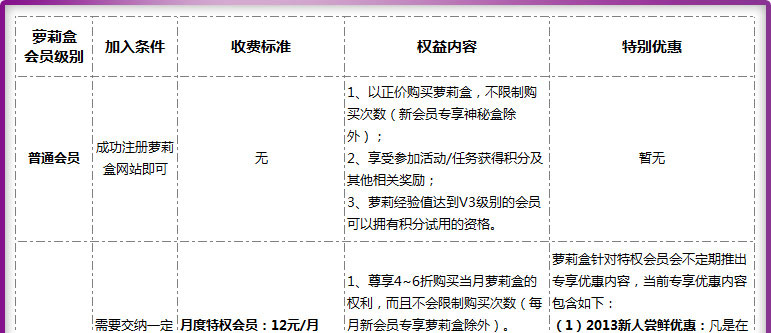 萝莉盒
会员级别
加入条件
收费标准
权益内容
特别优惠
普通会员
成功注册萝莉
盒网站即可
无
1、以正价购买萝莉盒，不限制购
买次数（新会员专享神秘盒除
外）；
2、享受参加活动/任务获得积分及
其他相关奖励；
3、萝莉经验值达到V3级别的会员
可以拥有积分试用的资格。
暂无
需要交纳一定
月度特权会员：12元/月
1、尊享4~6折购买当月萝莉盒的
权利，而且不会限制购买次数（每
月新会员专享萝莉盒除外）。
萝莉盒针对特权会员会不定期推出
专享优惠内容，当前专享优惠内容
包含如下：
（1）2013新人尝鲜优惠：凡是在